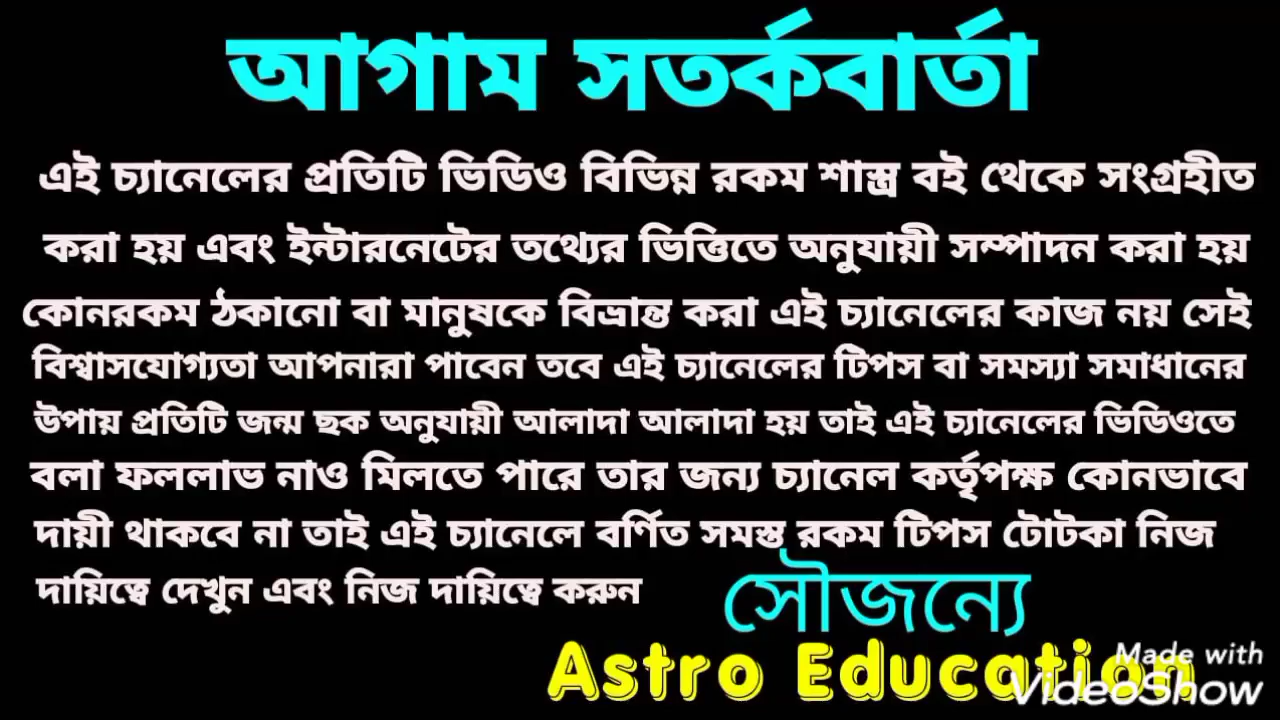 আগাম সতর্কবার্তা
এই চ্যানেলের প্রতিটি ভিডিও বিভিন্ন রকম শাস্ত্র বই থেকে সংগ্রহীত
করা হয় এবং ইন্টারনেটের তথ্যের ভিত্তিতে অনুযায়ী সম্পাদন করা হয়
কোনরকম ঠকানো বা মানুষকে বিভ্রান্ত করা এই চ্যানেলের কাজ নয় সেই
বিশ্বাসযোগ্যতা আপনারা পাবেন তবে এই চ্যানেলের টিপস বা সমস্যা সমাধানের
উপায় প্রতিটি জন্ম ছক অনুযায়ী আলাদা আলাদা হয় তাই এই চ্যানেলের ভিডিওতে
বলা ফললাভ নাও মিলতে পারে তার জন্য চ্যানেল কর্তৃপক্ষ কোনভাবে
দায়ী থাকবে না তাই এই চ্যানেলে বর্ণিত সমস্ত রকম টিপস টোটকা নিজ
দায়িত্বে দেখুন এবং নিজ দায়িত্বে করুন
সৌজন্যে
Astro Education
Made with
VideoShow